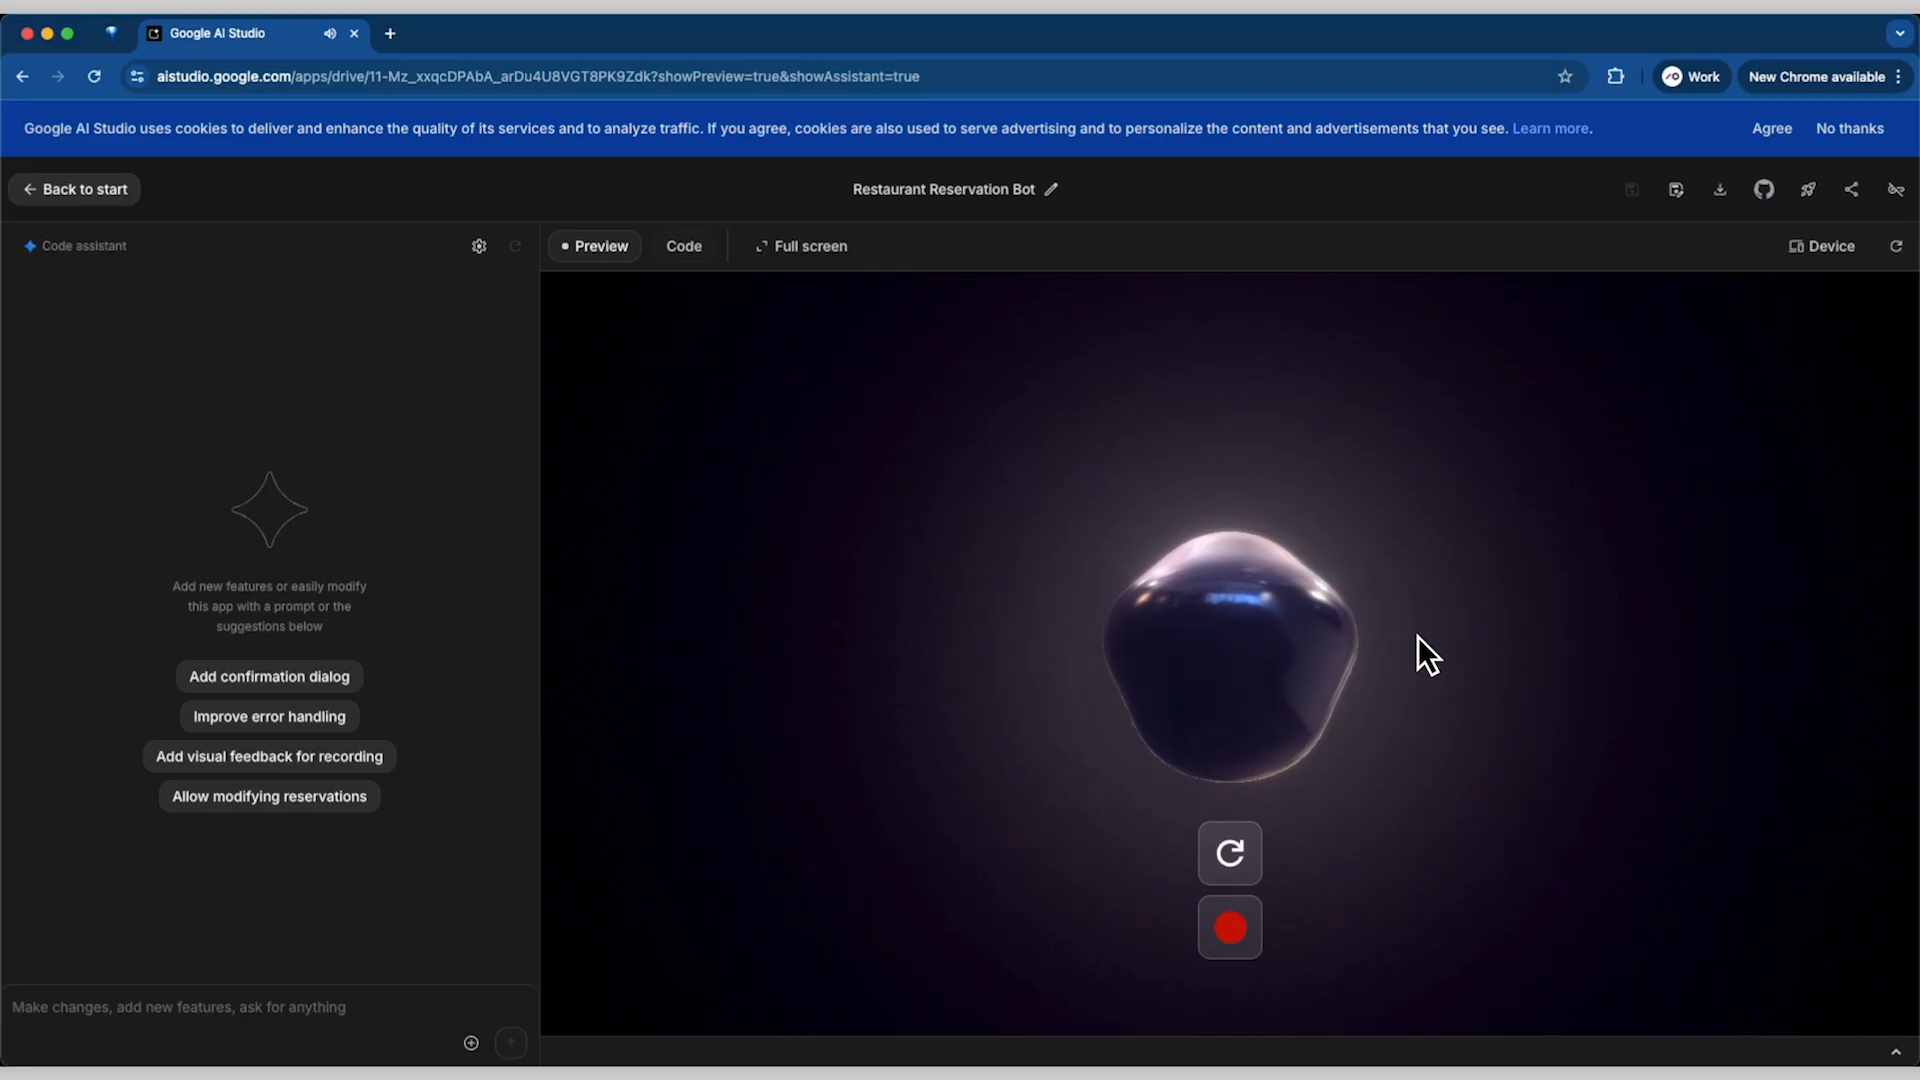 Google AI Studio
aistudio.google.com/apps/drive/11-Mz_xxqcDPAbA_arDu4U8VGT8PK9Zdk?showPreview=true&showAssistant=true
Work
New Chrome available
Google AI Studio uses cookies to deliver and enhance the quality of its services and to analyze traffic. If you agree, cookies are also used to serve advertising and to personalize the content and advertisements that you see. Learn more.
Agree
No thanks
Back to start
Restaurant Reservation Bot
Code assistant
Preview
Code
Full screen
Device
Add new features or easily modify
this app with a prompt or the
suggestions below
Add confirmation dialog
Improve error handling
Add visual feedback for recording
Allow modifying reservations
Make changes, add new features, ask for anything